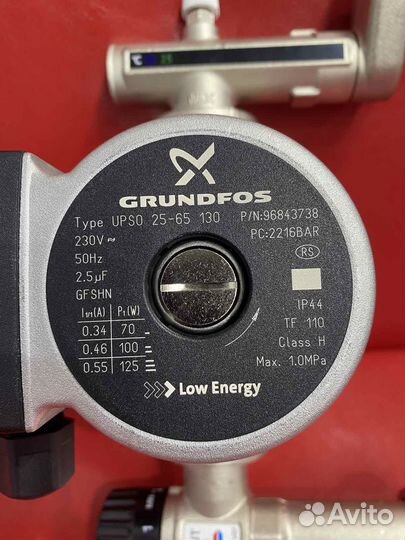 °C
GRUNDFOS
Type UPSO 25-65 130 P/N:96843738
230V~ PC:2216BAR
50Hz
2.5µF RS
GFSHN
I1/1(A) P1(W) IP44
0.34 70 TF 110
0.46 100 Class H
0.55 125 Max. 1.0MPa
Low Energy
Avito